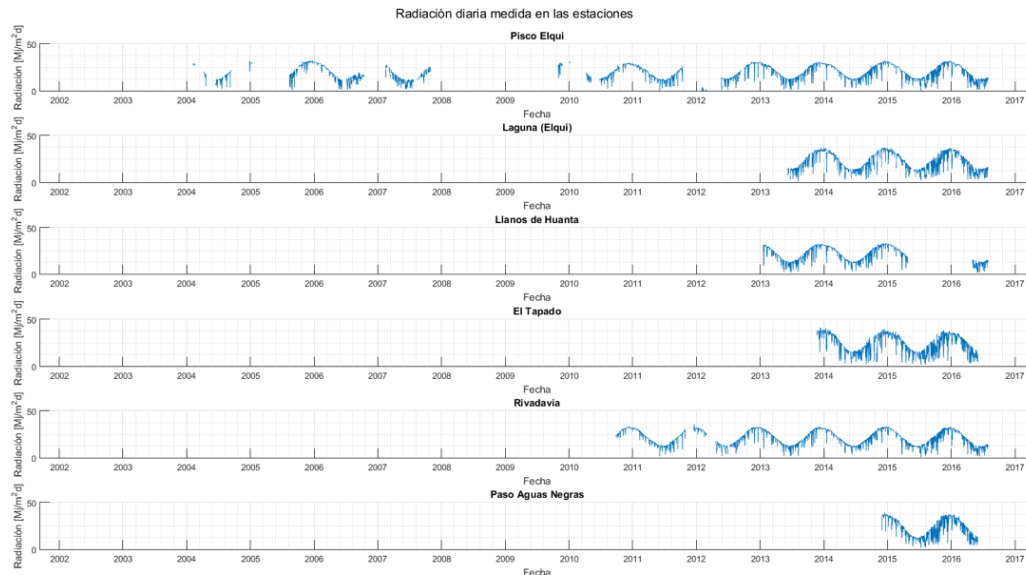 Radiación diaria medida en las estaciones
Pisco Elqui
Radiación [Mj/m²d]
50
0
2002 2003 2004 2005 2006 2007 2008 2009 2010 2011 2012 2013 2014 2015 2016 2017
Fecha
Laguna (Elqui)
Radiación [Mj/m²d]
50
0
2002 2003 2004 2005 2006 2007 2008 2009 2010 2011 2012 2013 2014 2015 2016 2017
Fecha
Llanos de Huanta
Radiación [Mj/m²d]
50
0
2002 2003 2004 2005 2006 2007 2008 2009 2010 2011 2012 2013 2014 2015 2016 2017
Fecha
El Tapado
Radiación [Mj/m²d]
50
0
2002 2003 2004 2005 2006 2007 2008 2009 2010 2011 2012 2013 2014 2015 2016 2017
Fecha
Rivadavia
Radiación [Mj/m²d]
50
0
2002 2003 2004 2005 2006 2007 2008 2009 2010 2011 2012 2013 2014 2015 2016 2017
Fecha
Paso Aguas Negras
Radiación [Mj/m²d]
50
0
2002 2003 2004 2005 2006 2007 2008 2009 2010 2011 2012 2013 2014 2015 2016 2017
Fecha